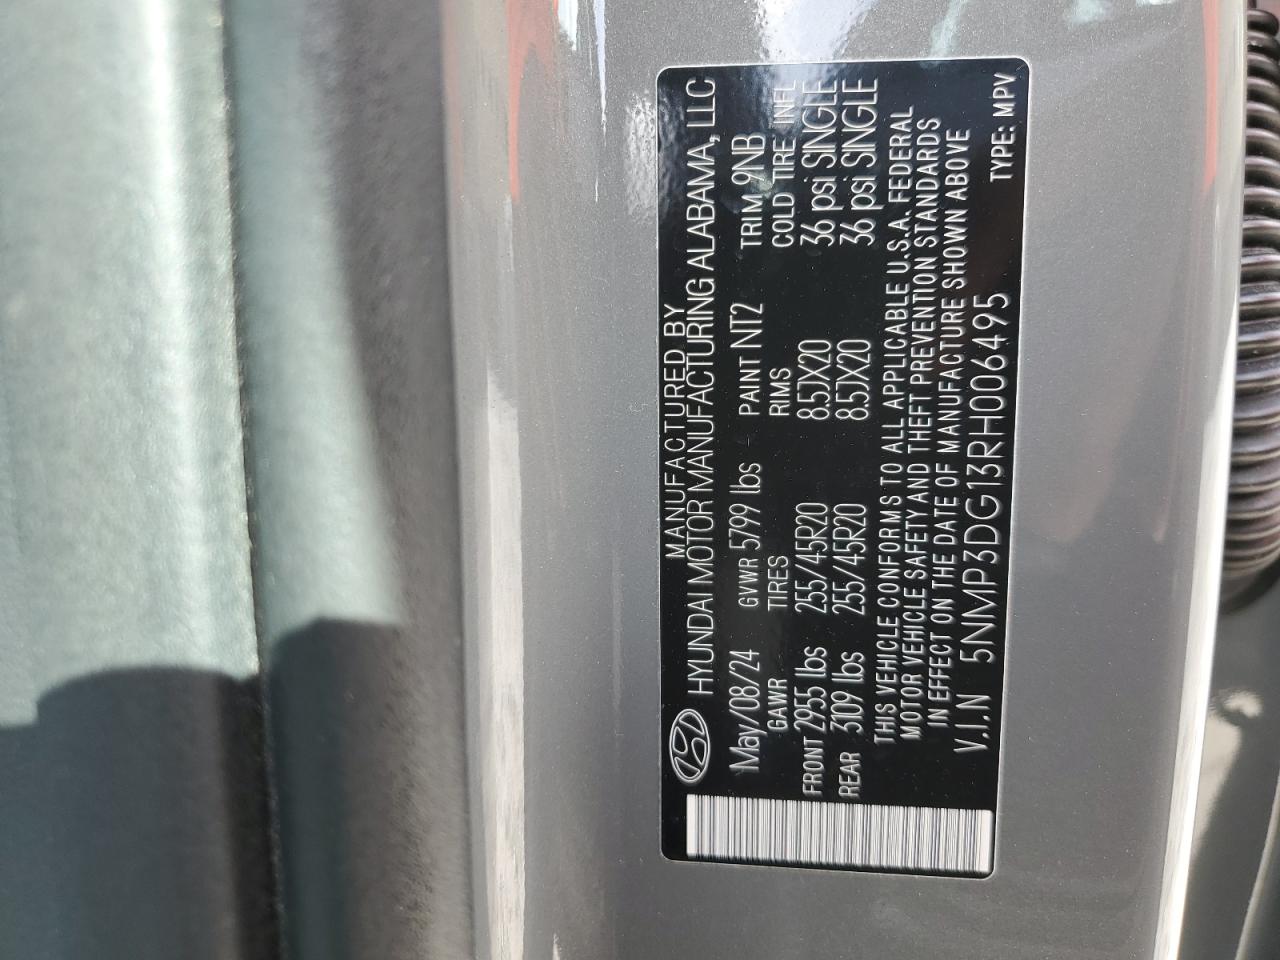 MANUFACTURED BY
HYUNDAI MOTOR MANUFACTURING ALABAMA, LLC
May/08/24 GVWR 5799 lbs PAINT NT2 TRIM 9NB
GAWR TIRES RIMS COLD TIRE INFL
FRONT 2955 lbs 255/45R20 8.5JX20 36 psi SINGLE
REAR 3109 lbs 255/45R20 8.5JX20 36 psi SINGLE
THIS VEHICLE CONFORMS TO ALL APPLICABLE U.S.A. FEDERAL
MOTOR VEHICLE SAFETY AND THEFT PREVENTION STANDARDS
IN EFFECT ON THE DATE OF MANUFACTURE SHOWN ABOVE
V.I.N 5NMP3DG13RH006495 TYPE: MPV